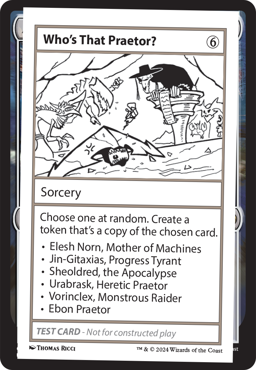 Who's That Praetor? 6
Sorcery
Choose one at random. Create a
token that's a copy of the chosen card.
• Elesh Norn, Mother of Machines
• Jin-Gitaxias, Progress Tyrant
• Sheoldred, the Apocalypse
• Urabrask, Heretic Praetor
• Vorinclex, Monstrous Raider
• Ebon Praetor
TEST CARD - Not for constructed play
Thomas Ricci ™ & © 2024 Wizards of the Coast